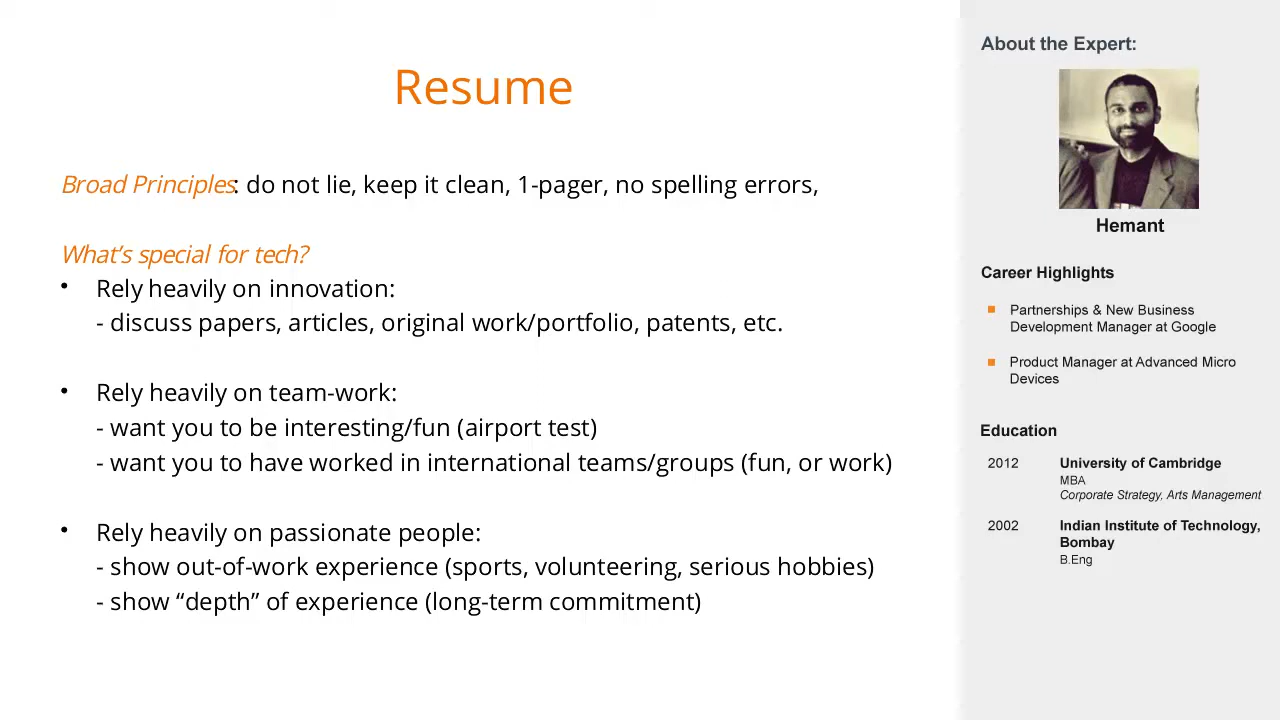 Resume
Broad Principles: do not lie, keep it clean, 1-pager, no spelling errors,
What’s special for tech?
• Rely heavily on innovation:
- discuss papers, articles, original work/portfolio, patents, etc.
• Rely heavily on team-work:
- want you to be interesting/fun (airport test)
- want you to have worked in international teams/groups (fun, or work)
• Rely heavily on passionate people:
- show out-of-work experience (sports, volunteering, serious hobbies)
- show “depth” of experience (long-term commitment)
About the Expert:
Hemant
Career Highlights
Partnerships & New Business
Development Manager at Google
Product Manager at Advanced Micro
Devices
Education
2012 University of Cambridge
MBA
Corporate Strategy, Arts Management
2002 Indian Institute of Technology,
Bombay
B.Eng